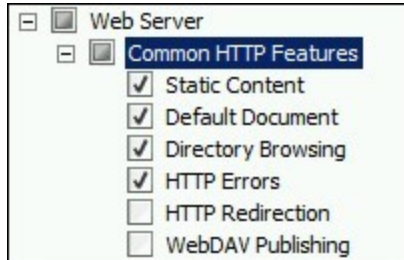 Web Server
Common HTTP Features
Static Content
Default Document
Directory Browsing
HTTP Errors
HTTP Redirection
WebDAV Publishing